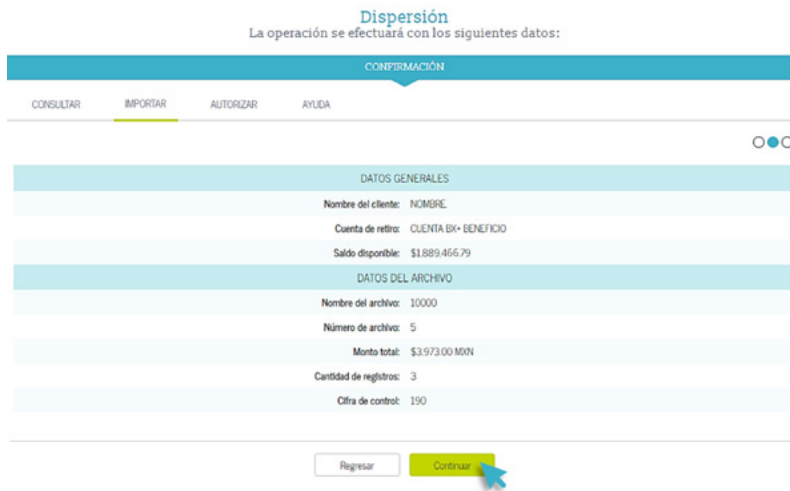 Dispersión
La operación se efectuará con los siguientes datos:
CONFIRMACIÓN
CONSULTAR IMPORTAR AUTORIZAR AYUDA
DATOS GENERALES
Nombre del cliente: NOMBRE
Cuenta de retiro: CUENTA BX+ BENEFICIO
Saldo disponible: $1,889,466.79
DATOS DEL ARCHIVO
Nombre del archivo: 10000
Número de archivo: 5
Monto total: $3,973.00 MXN
Cantidad de registros: 3
Cifra de control: 190
Regresar Continuar